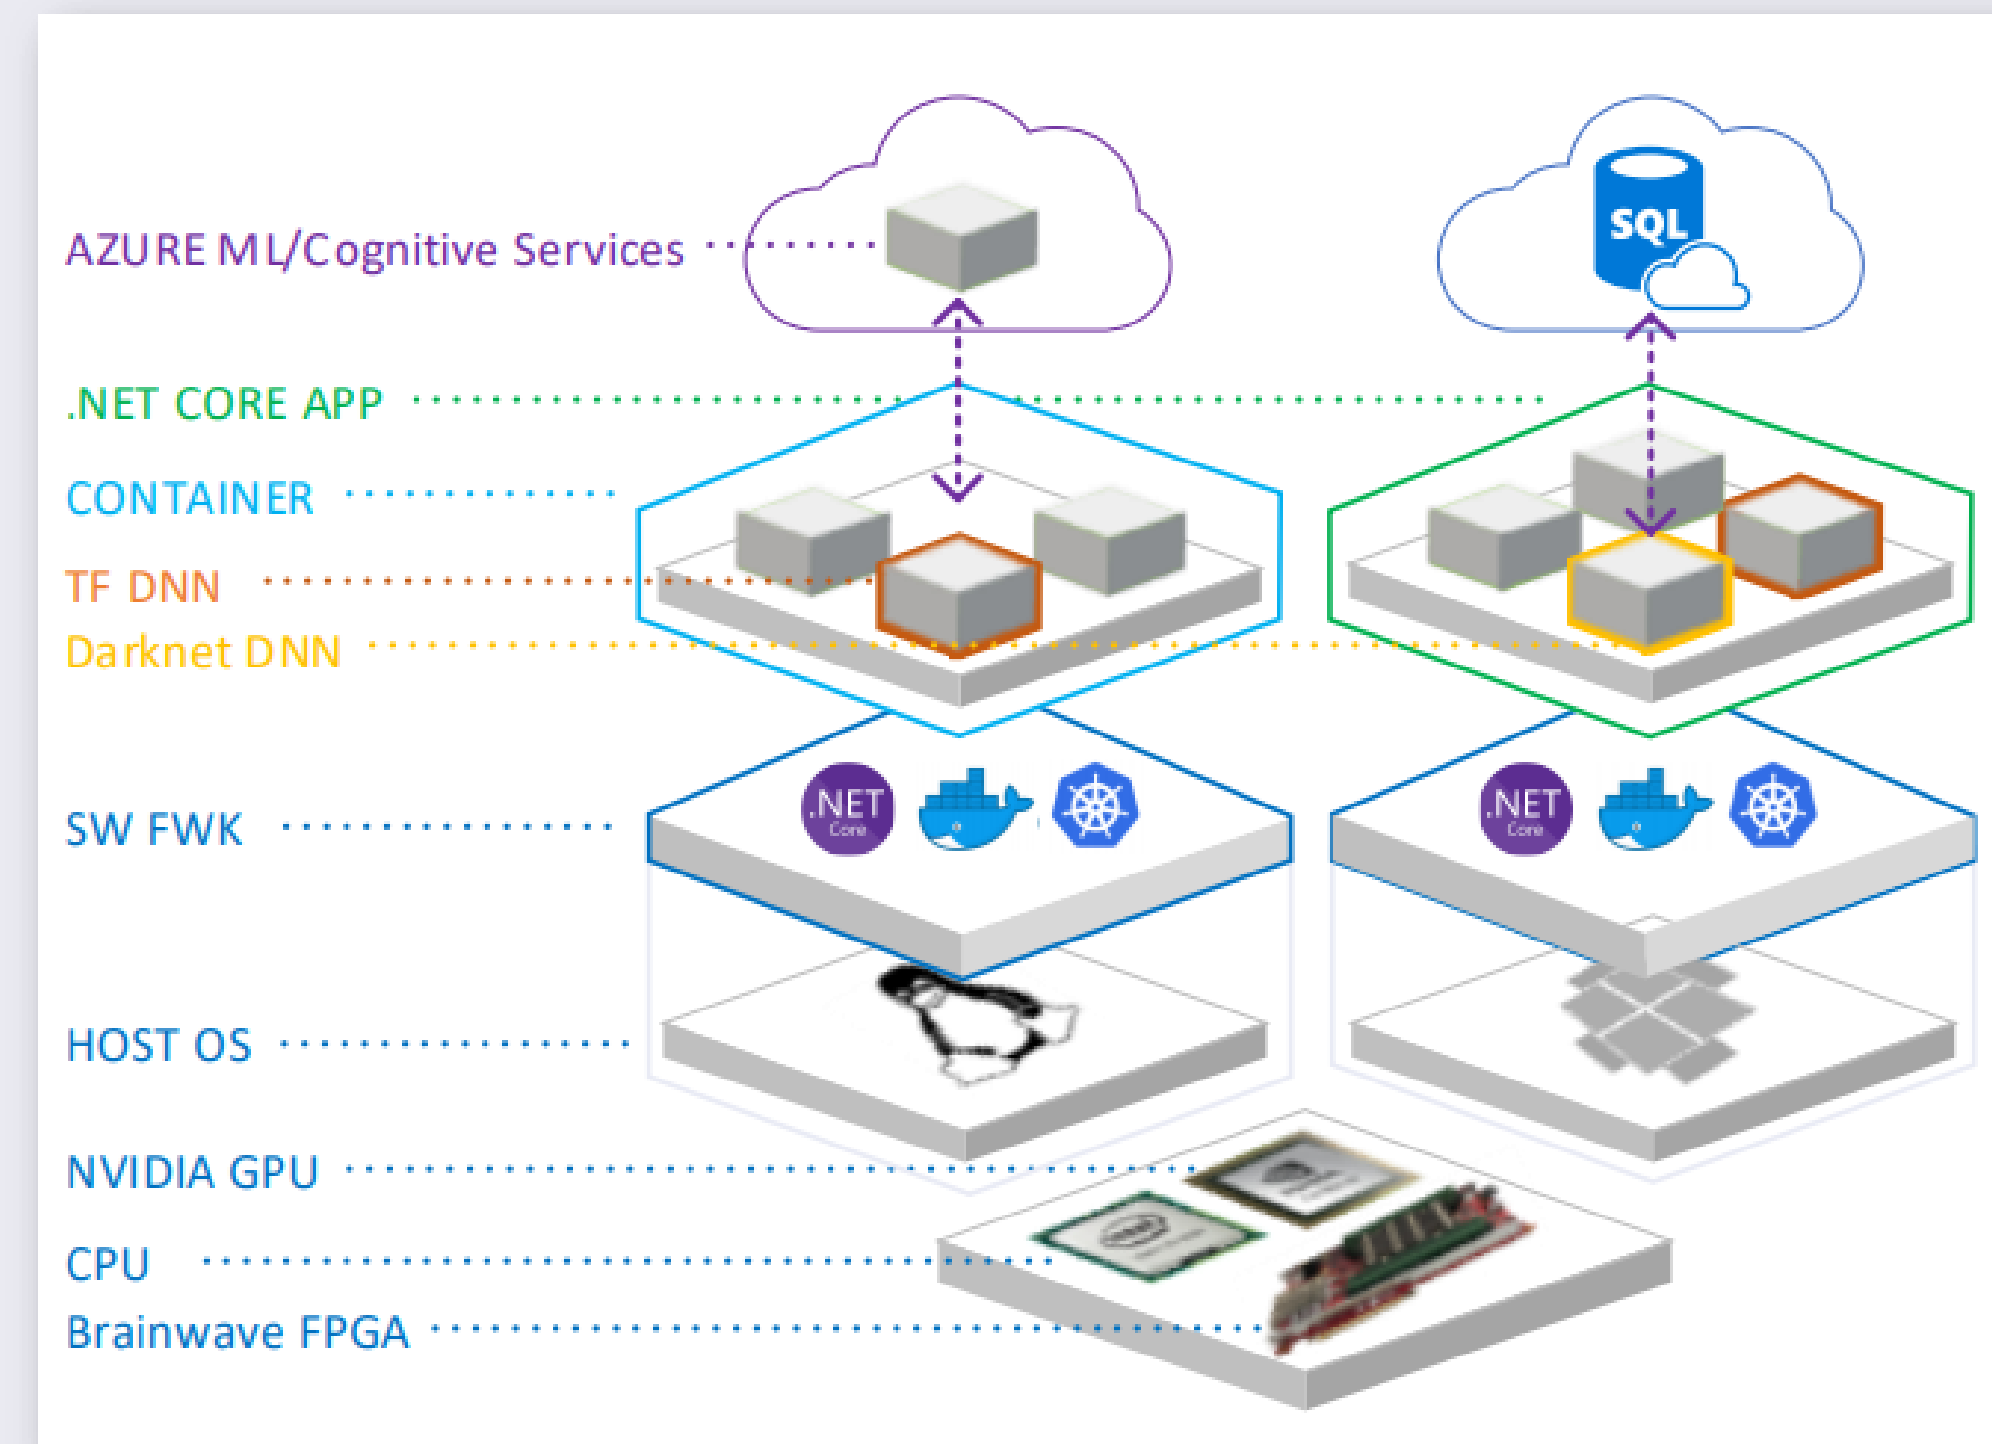 AZURE ML/Cognitive Services
SQL
.NET CORE APP
CONTAINER
TF DNN
Darknet DNN
SW FWK
.NET
Core
.NET
Core
HOST OS
NVIDIA GPU
CPU
(intel)
Brainwave FPGA